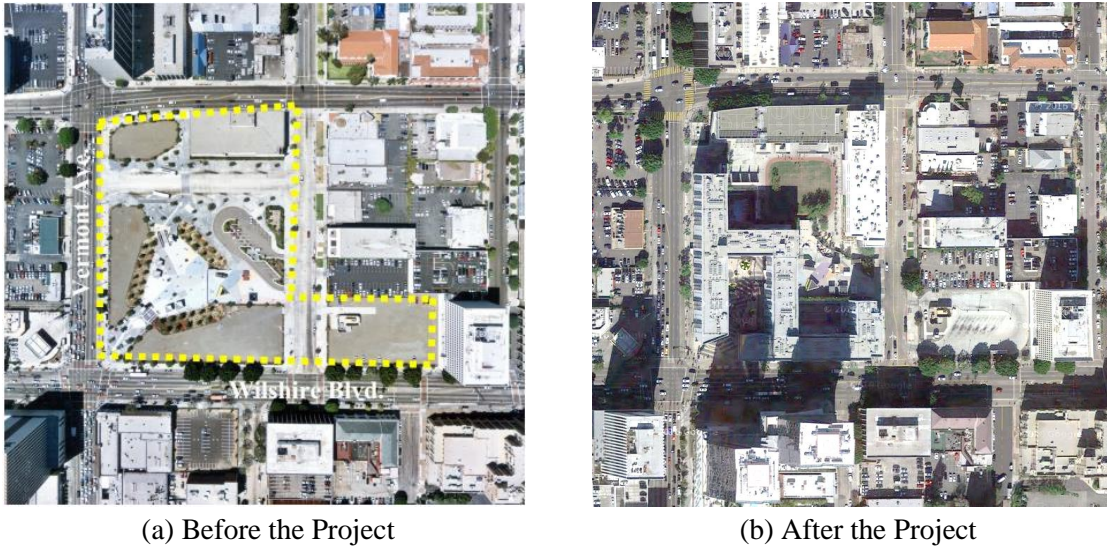 Vermont Ave.
Wilshire Blvd.
(a) Before the Project
(b) After the Project